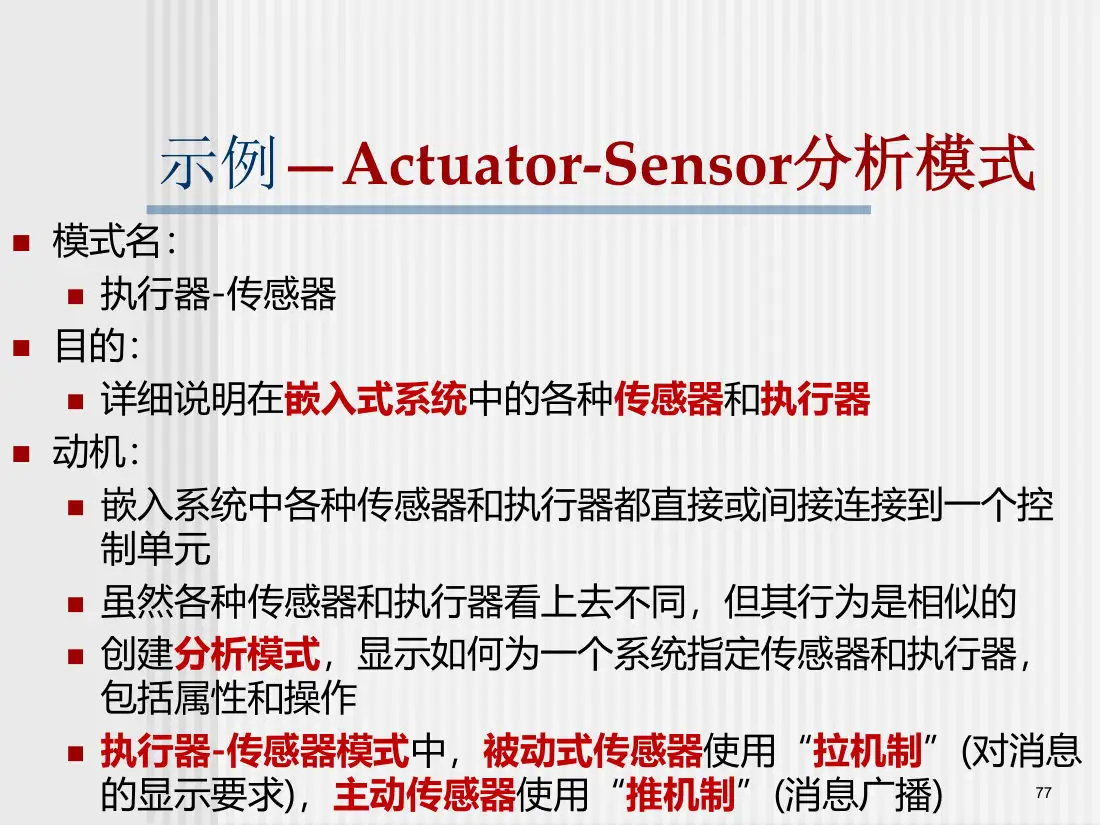 示例—Actuator-Sensor分析模式
模式名：
执行器-传感器
目的：
详细说明在嵌入式系统中的各种传感器和执行器
动机：
嵌入系统中各种传感器和执行器都直接或间接连接到一个控
制单元
虽然各种传感器和执行器看上去不同，但其行为是相似的
创建分析模式，显示如何为一个系统指定传感器和执行器，
包括属性和操作
执行器-传感器模式中，被动式传感器使用“拉机制”(对消息
的显示要求)，主动传感器使用“推机制”(消息广播)
77